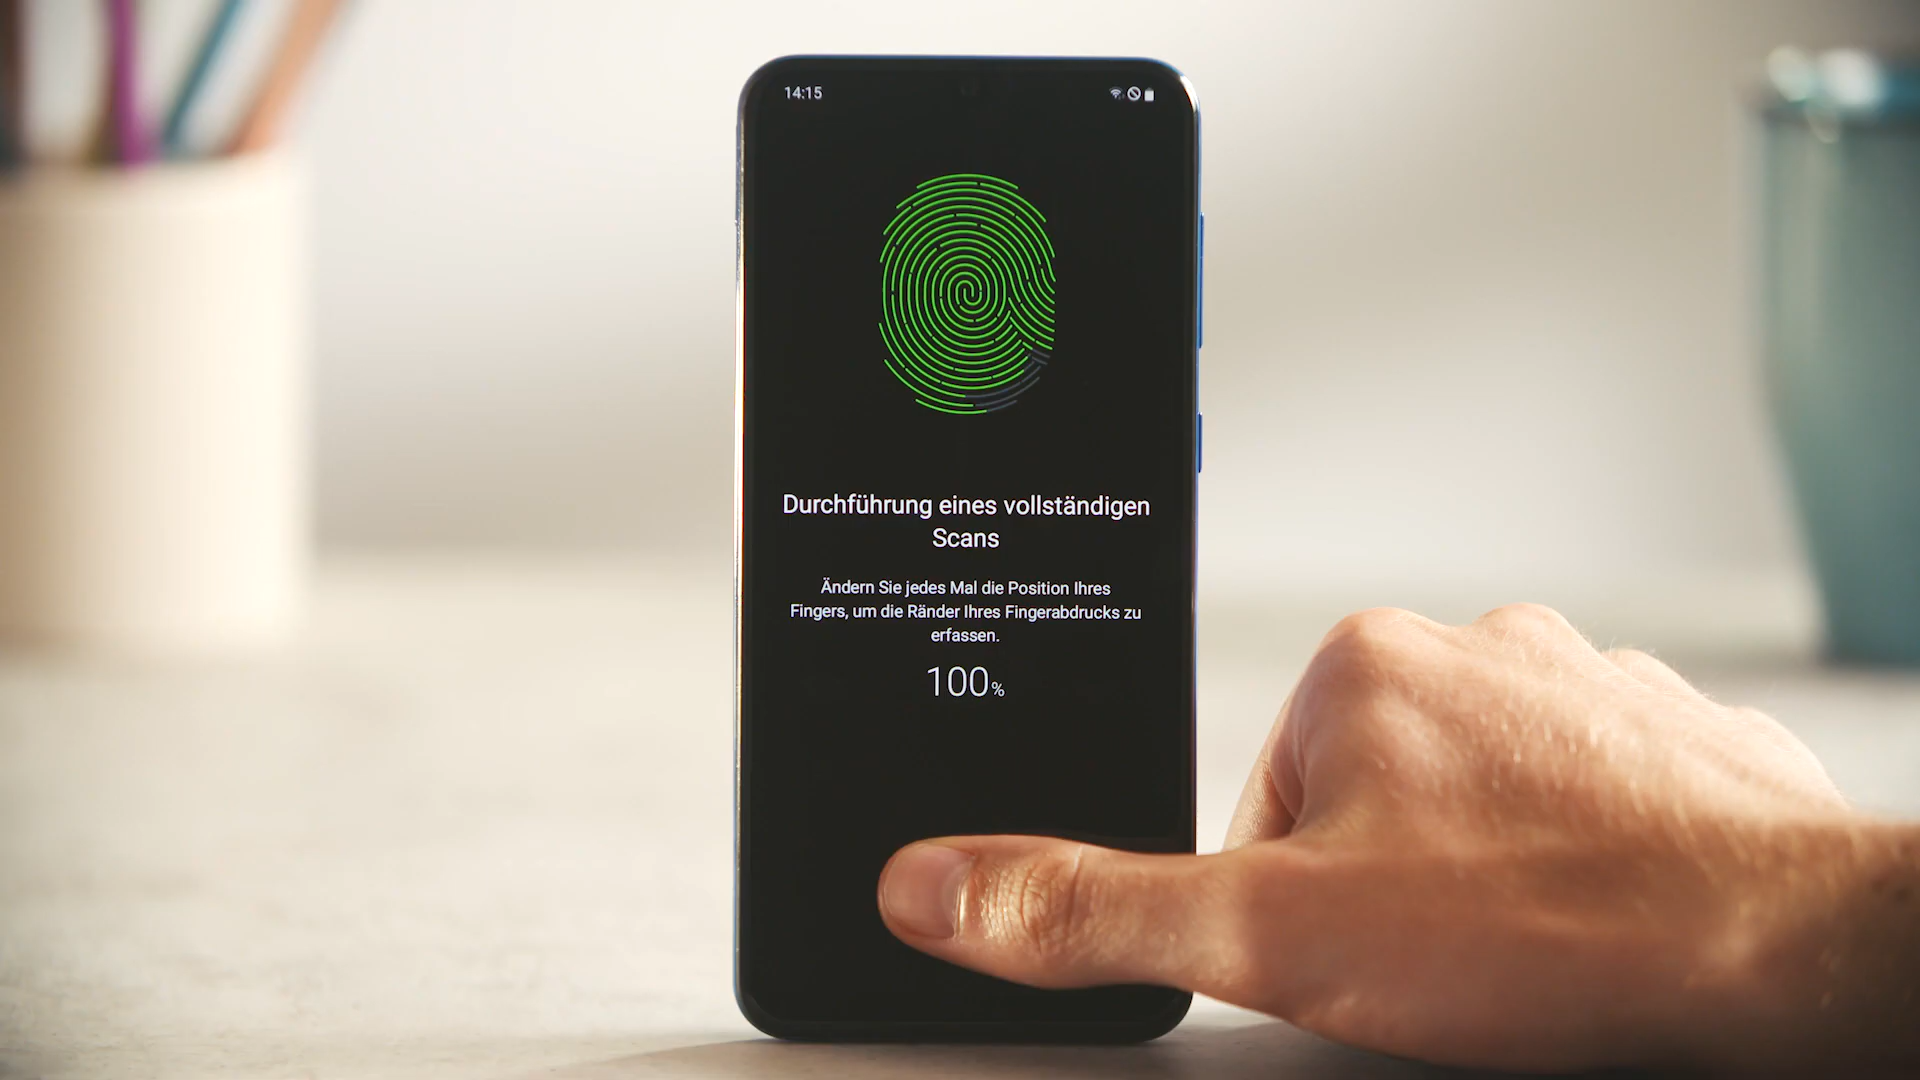 14:15
Durchführung eines vollständigen
Scans
Ändern Sie jedes Mal die Position Ihres
Fingers, um die Ränder Ihres Fingerabdrucks zu
erfassen.
100%